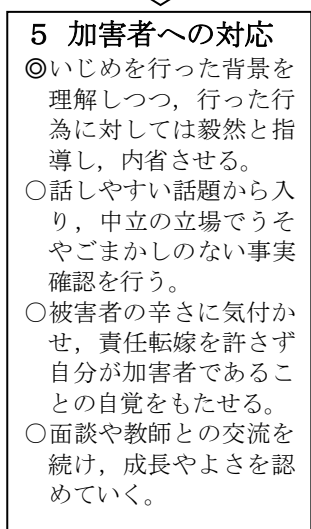 ５ 加害者への対応
◎いじめを行った背景を
理解しつつ，行った行
為に対しては毅然と指
導し，内省させる。
○話しやすい話題から入
り，中立の立場でうそ
やごまかしのない事実
確認を行う。
○被害者の辛さに気付か
せ，責任転嫁を許さず
自分が加害者であるこ
との自覚をもたせる。
○面談や教師との交流を
続け，成長やよさを認
めていく。